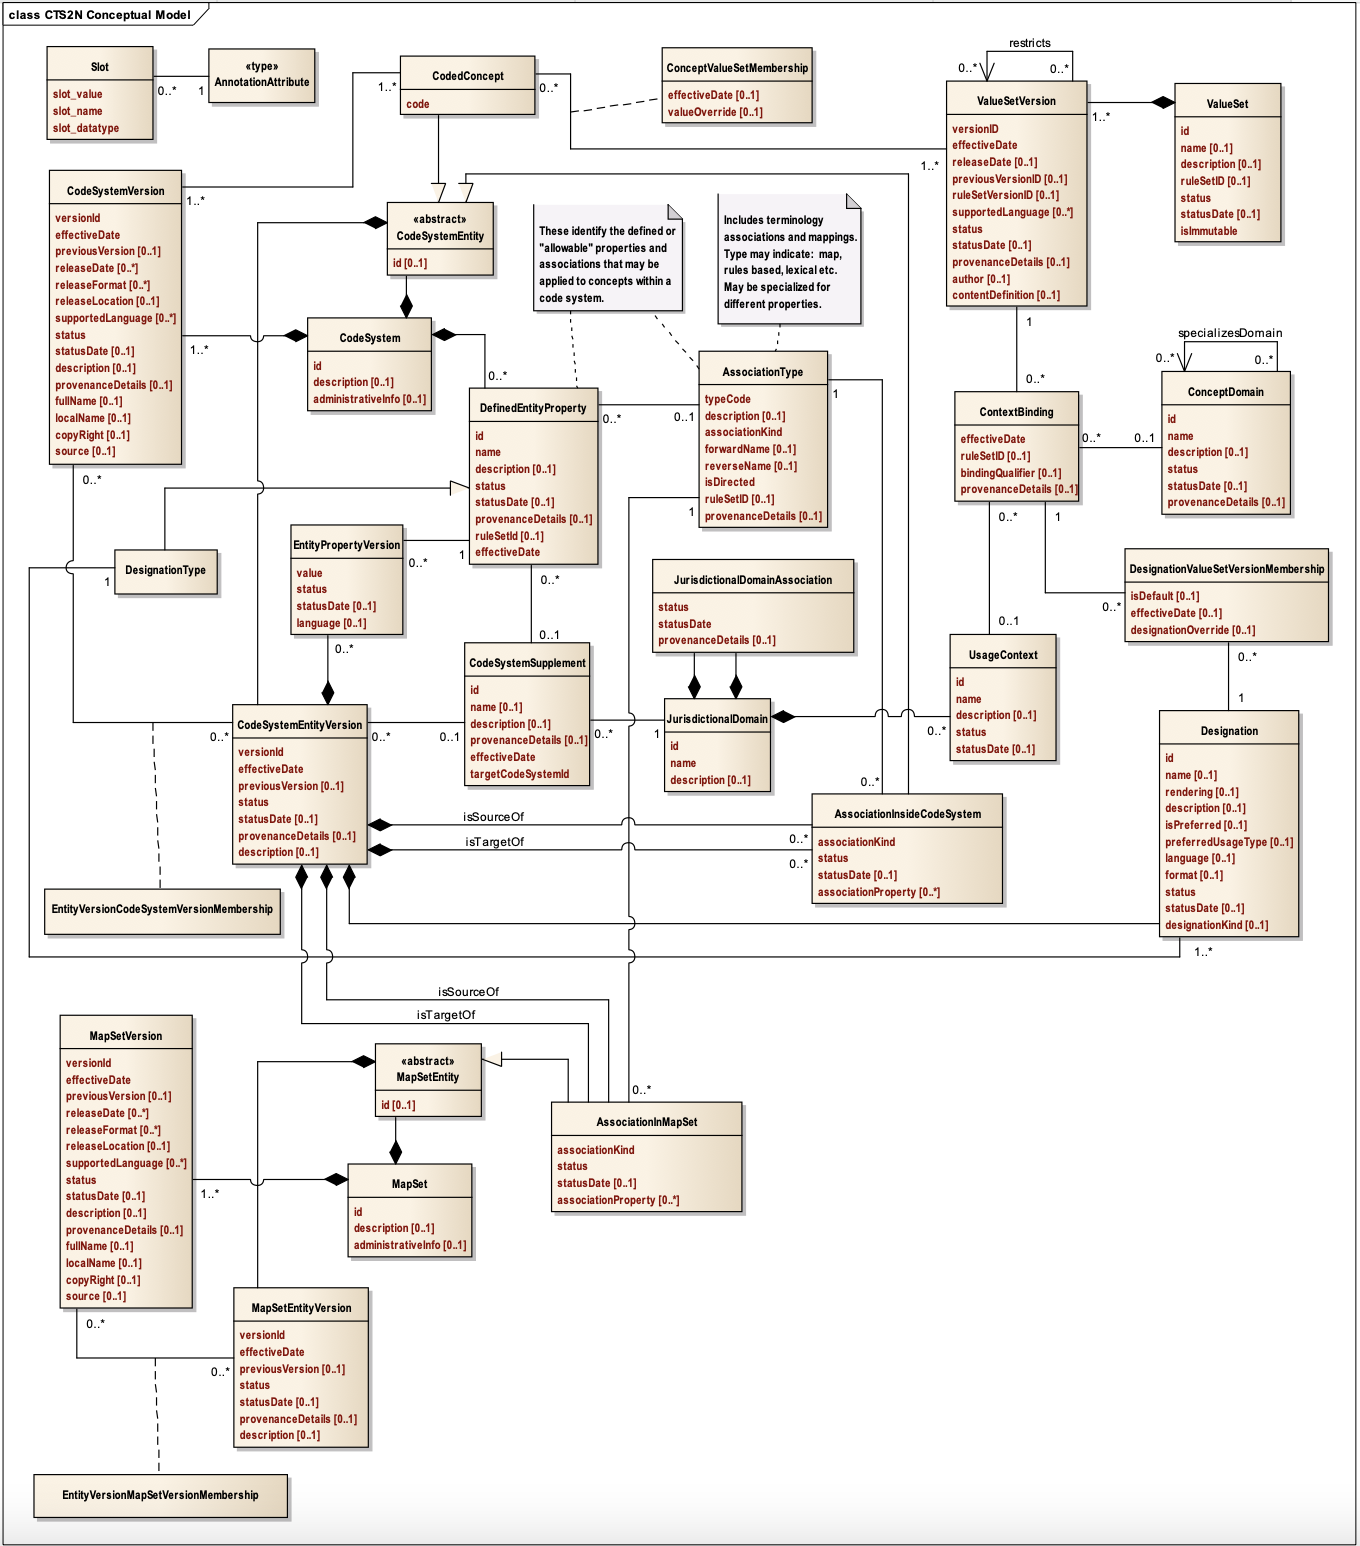 class CTS2N Conceptual Model
Slot
slot_value
slot_name
slot_datatype
0..*
1
«type»
AnnotationAttribute
CodedConcept
code
1..*
0..*
ConceptValueSetMembership
effectiveDate [0..1]
valueOverride [0..1]
restricts
0..*
0..*
ValueSetVersion
versionID
effectiveDate
releaseDate [0..1]
previousVersionID [0..1]
ruleSetVersionID [0..1]
supportedLanguage [0..*]
status
statusDate [0..1]
provenanceDetails [0..1]
author [0..1]
contentDefinition [0..1]
1..*
1..*
1
ValueSet
id
name [0..1]
description [0..1]
ruleSetID [0..1]
status
statusDate [0..1]
isImmutable
CodeSystemVersion
versionId
effectiveDate
previousVersion [0..1]
releaseDate [0..*]
releaseFormat [0..*]
releaseLocation [0..1]
supportedLanguage [0..*]
status
statusDate [0..1]
description [0..1]
provenanceDetails [0..1]
fullName [0..1]
localName [0..1]
copyRight [0..1]
source [0..1]
1..*
1..*
0..*
«abstract»
CodeSystemEntity
id [0..1]
These identify the defined or
"allowable" properties and
associations that may be
applied to concepts within a
code system.
Includes terminology
associations and mappings.
Type may indicate: map,
rules based, lexical etc.
May be specialized for
different properties.
CodeSystem
id
description [0..1]
administrativeInfo [0..1]
0..*
DefinedEntityProperty
id
name
description [0..1]
status
statusDate [0..1]
provenanceDetails [0..1]
ruleSetId [0..1]
effectiveDate
0..*
0..1
1
0..*
AssociationType
typeCode
description [0..1]
associationKind
forwardName [0..1]
reverseName [0..1]
isDirected
ruleSetID [0..1]
provenanceDetails [0..1]
1
1
specializesDomain
0..*
0..*
ConceptDomain
id
name
description [0..1]
status
statusDate [0..1]
provenanceDetails [0..1]
0..*
ContextBinding
effectiveDate
ruleSetID [0..1]
bindingQualifier [0..1]
provenanceDetails [0..1]
0..*
0..1
0..*
1
DesignationType
1
EntityPropertyVersion
value
status
statusDate [0..1]
language [0..1]
0..*
0..*
JurisdictionalDomainAssociation
status
statusDate
provenanceDetails [0..1]
DesignationValueSetVersionMembership
isDefault [0..1]
effectiveDate [0..1]
designationOverride [0..1]
0..*
0..*
1
0..1
CodeSystemSupplement
id
name [0..1]
description [0..1]
provenanceDetails [0..1]
effectiveDate
targetCodeSystemId
0..1
0..*
1
JurisdictionalDomain
id
name
description [0..1]
0..1
UsageContext
id
name
description [0..1]
status
statusDate [0..1]
0..*
CodeSystemEntityVersion
versionId
effectiveDate
previousVersion [0..1]
status
statusDate [0..1]
provenanceDetails [0..1]
description [0..1]
0..*
0..*
isSourceOf
isTargetOf
0..*
0..*
0..*
AssociationInsideCodeSystem
associationKind
status
statusDate [0..1]
associationProperty [0..*]
Designation
id
name [0..1]
rendering [0..1]
description [0..1]
isPreferred [0..1]
preferredUsageType [0..1]
language [0..1]
format [0..1]
status
statusDate [0..1]
designationKind [0..1]
1..*
EntityVersionCodeSystemVersionMembership
isSourceOf
isTargetOf
MapSetVersion
versionId
effectiveDate
previousVersion [0..1]
releaseDate [0..*]
releaseFormat [0..*]
releaseLocation [0..1]
supportedLanguage [0..*]
status
statusDate [0..1]
description [0..1]
provenanceDetails [0..1]
fullName [0..1]
localName [0..1]
copyRight [0..1]
source [0..1]
1..*
0..*
«abstract»
MapSetEntity
id [0..1]
0..*
AssociationInMapSet
associationKind
status
statusDate [0..1]
associationProperty [0..*]
MapSet
id
description [0..1]
administrativeInfo [0..1]
MapSetEntityVersion
versionId
effectiveDate
previousVersion [0..1]
status
statusDate [0..1]
provenanceDetails [0..1]
description [0..1]
0..*
EntityVersionMapSetVersionMembership